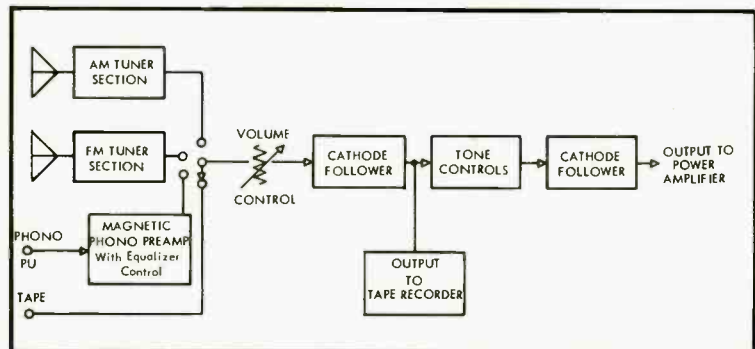 AM TUNER
SECTION
FM TUNER
SECTION
VOLUME
CONTROL
CATHODE
FOLLOWER
TONE
CONTROLS
CATHODE
FOLLOWER
OUTPUT TO
POWER
AMPLIFIER
PHONO
PU
MAGNETIC
PHONO PREAMP
With Equalizer
Control
TAPE
OUTPUT
TO
TAPE RECORDER